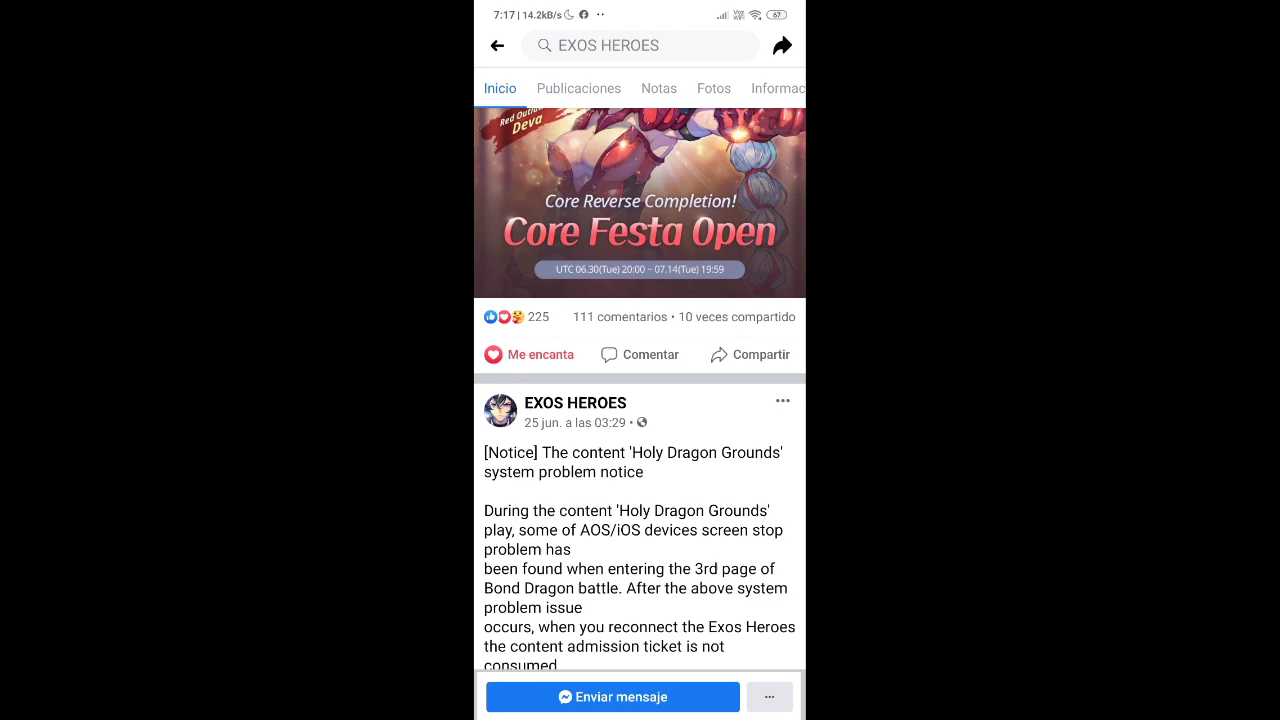 7:17 | 14.2kB/s
Voz WiFi 67
EXOS HEROES
Inicio Publicaciones Notas Fotos Informac
Red Outlo
Deva
Core Reverse Completion!
Core Festa Open
UTC 06.30(Tue) 20:00 ~ 07.14(Tue) 19:59
225 111 comentarios • 10 veces compartido
Me encanta Comentar Compartir
EXOS HEROES
25 jun. a las 03:29 •
[Notice] The content 'Holy Dragon Grounds'
system problem notice
During the content 'Holy Dragon Grounds'
play, some of AOS/iOS devices screen stop
problem has
been found when entering the 3rd page of
Bond Dragon battle. After the above system
problem issue
occurs, when you reconnect the Exos Heroes
the content admission ticket is not
consumed
Enviar mensaje